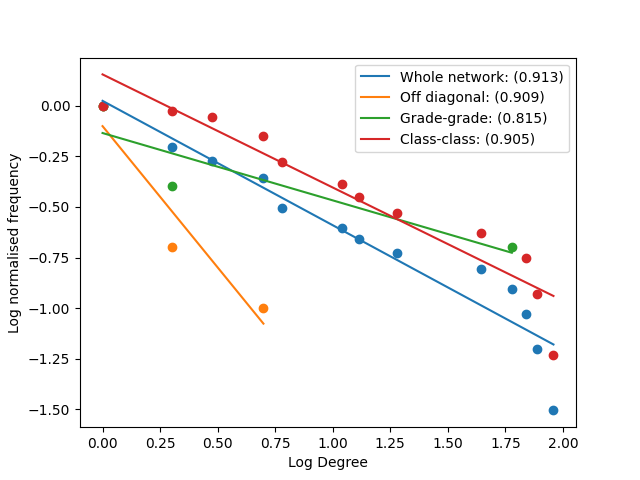 Whole network: (0.913)
Off diagonal: (0.909)
Grade-grade: (0.815)
Class-class: (0.905)
Log normalised frequency
0.00
−0.25
−0.50
−0.75
−1.00
−1.25
−1.50
0.00 0.25 0.50 0.75 1.00 1.25 1.50 1.75 2.00
Log Degree